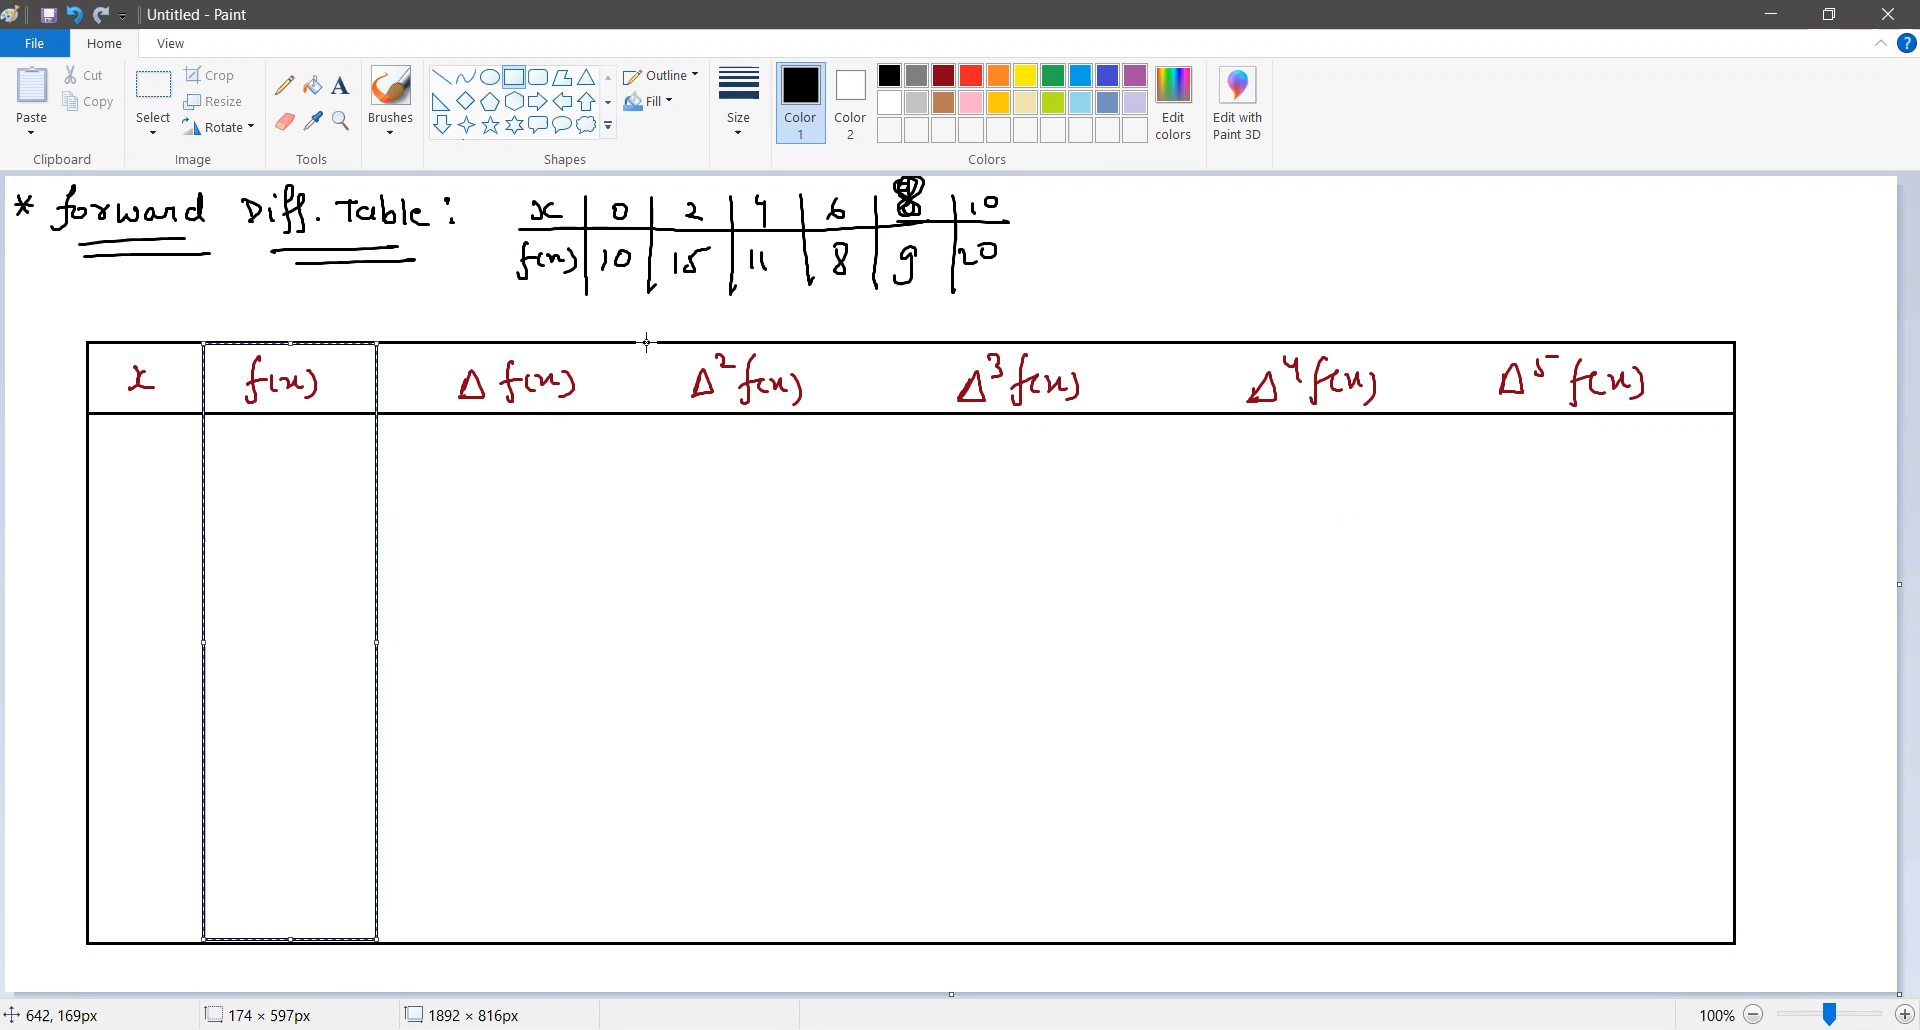 Untitled - Paint
File Home View
Paste Cut Copy Clipboard
Select Crop Resize Rotate Image
Tools
Brushes
Outline Fill Shapes
Size
Color 1 Color 2 Edit colors Colors
Edit with Paint 3D
* forward Diff. Table :
x 0 2 4 6 8 10
f(x) 10 15 11 8 9 20
x f(x) Δ f(x) Δ² f(x) Δ³ f(x) Δ⁴ f(x) Δ⁵ f(x)
642, 169px 174 × 597px 1892 × 816px 100%